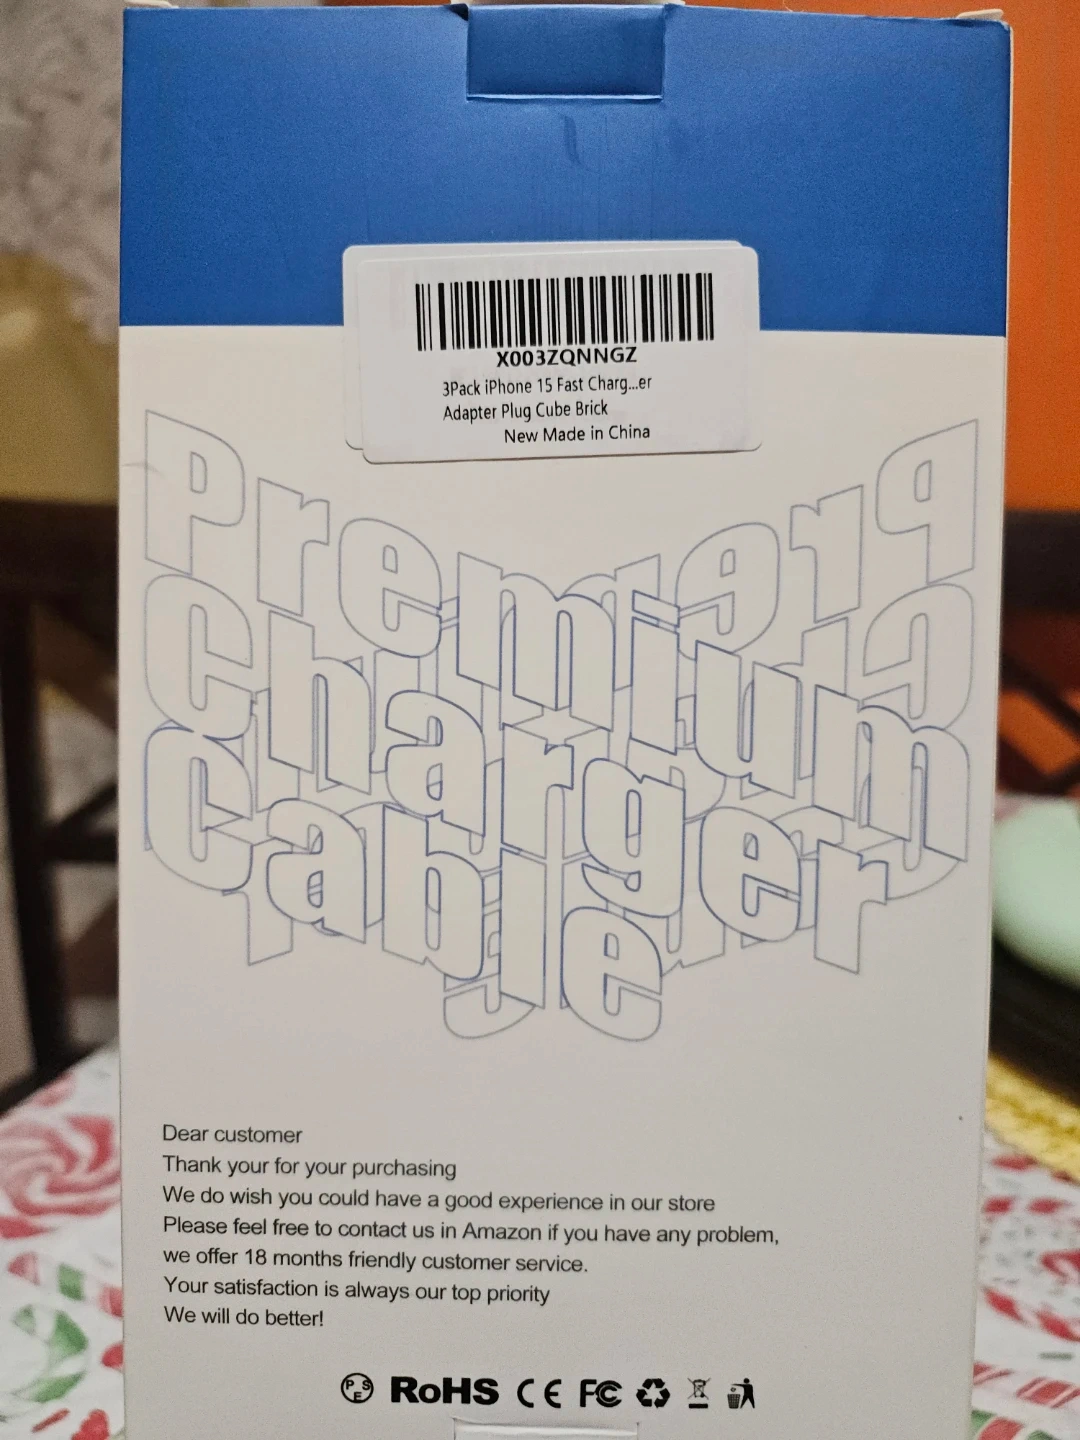 X003ZQNNGZ
3Pack iPhone 15 Fast Charg...er
Adapter Plug Cube Brick
New Made in China
Premium
Charger
Cable
Dear customer
Thank your for your purchasing
We do wish you could have a good experience in our store
Please feel free to contact us in Amazon if you have any problem,
we offer 18 months friendly customer service.
Your satisfaction is always our top priority
We will do better!
PSE RoHS CE FC